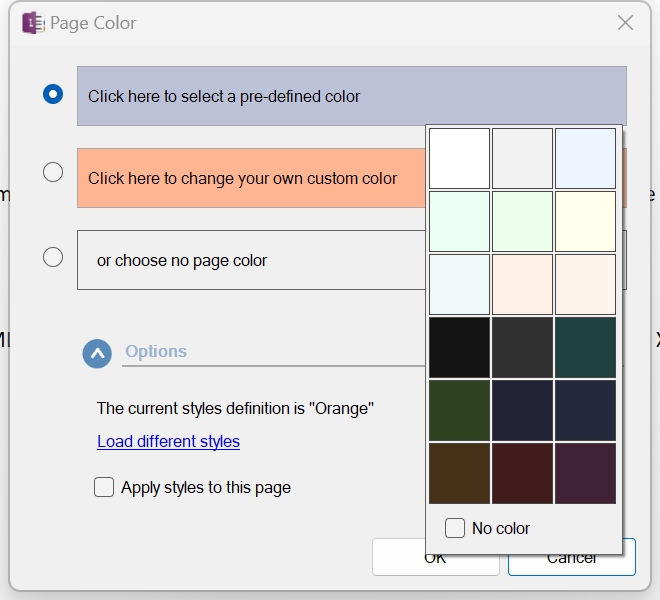 Page Color
Click here to select a pre-defined color
Click here to change your own custom color
or choose no page color
Options
The current styles definition is "Orange"
Load different styles
Apply styles to this page
No color
OK
Cancel